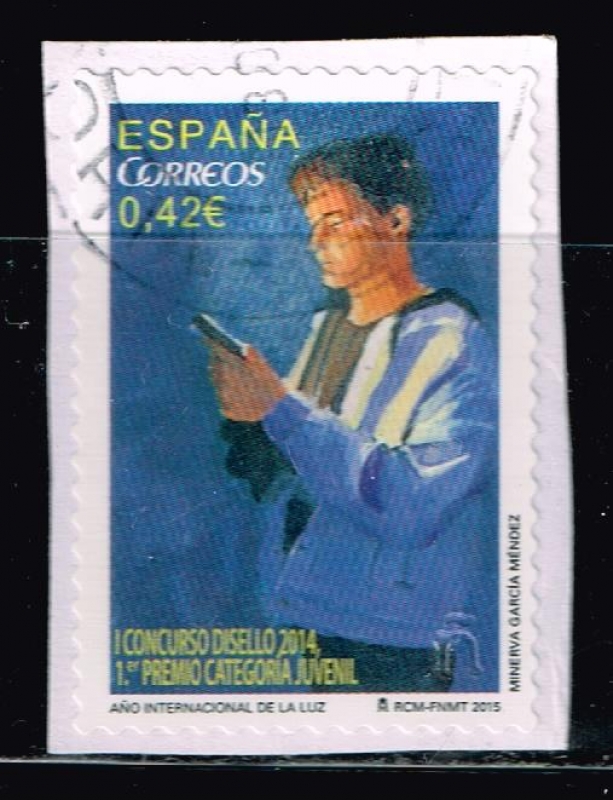 ESPAÑA
CORREOS
0,42€
I CONCURSO DISELLO 2014,
1.er PREMIO CATEGORÍA JUVENIL
AÑO INTERNACIONAL DE LA LUZ
RCM-FNMT 2015
MINERVA GARCÍA MÉNDEZ